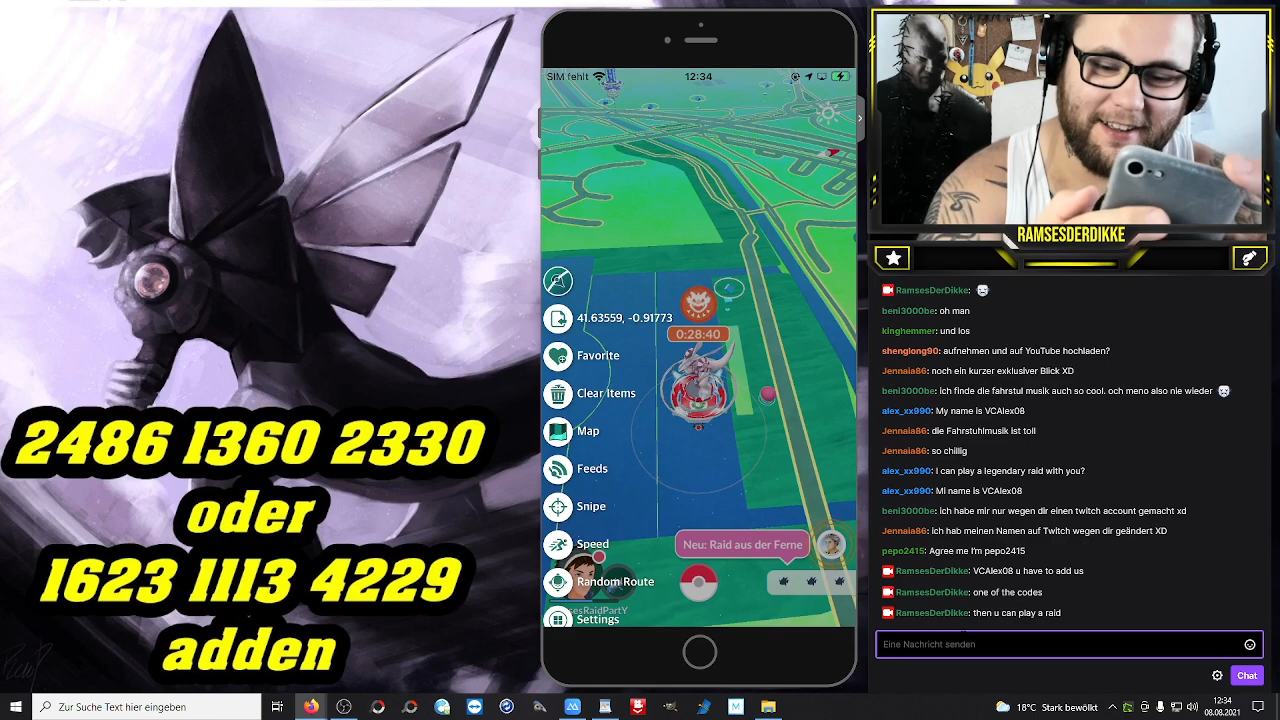 2486 1360 2330
oder
1623 1113 4229
adden
SIM fehlt
12:34
0:28:40
41.63559, -0.91773
Favorite
Clear Items
Map
Feeds
Snipe
Speed
Random Route
Settings
Neu: Raid aus der Ferne
sesRaidPartY
RAMSESDERDIKKE
RamsesDerDikke:
beni3000be: oh man
kinghemmer: und los
shenglong90: aufnehmen und auf YouTube hochladen?
Jennaia86: noch ein kurzer exklusiver Blick XD
beni3000be: ich finde die fahrstul musik auch so cool. och meno also nie wieder
alex_xx990: My name is VCAlex08
Jennaia86: die Fahrstuhlmusik ist toll
Jennaia86: so chillig
alex_xx990: I can play a legendary raid with you?
alex_xx990: Mi name is VCAlex08
beni3000be: ich habe mir nur wegen dir einen twitch account gemacht xd
Jennaia86: ich hab meinen Namen auf Twitch wegen dir geändert XD
pepo2415: Agree me I'm pepo2415
RamsesDerDikke: VCAlex08 u have to add us
RamsesDerDikke: one of the codes
RamsesDerDikke: then u can play a raid
Eine Nachricht senden
Chat
Zur Suche Text hier eingeben
18°C Stark bewölkt
12:34
08.08.2021